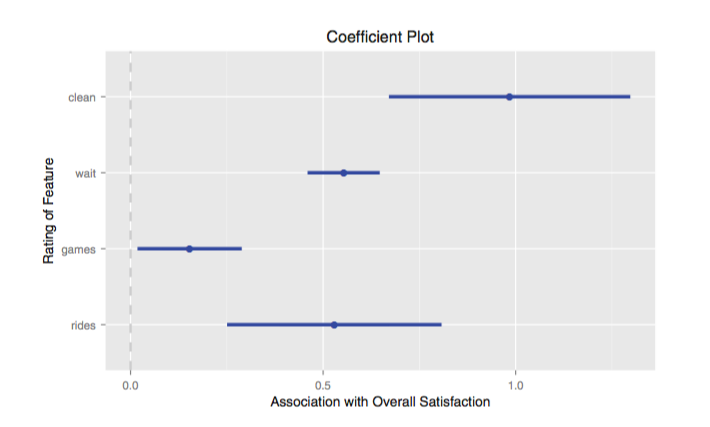 Coefficient Plot
Rating of Feature
clean
wait
games
rides
0.0 0.5 1.0
Association with Overall Satisfaction